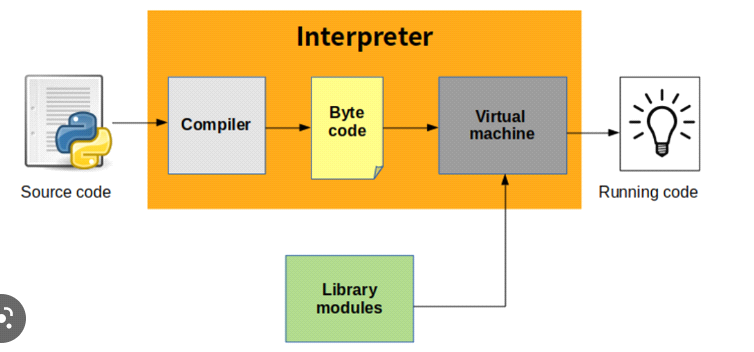 Interpreter
Compiler
Byte
code
Virtual
machine
Source code
Running code
Library
modules